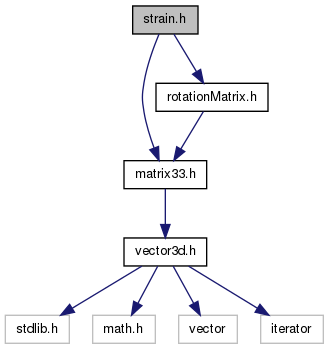 strain.h
rotationMatrix.h
matrix33.h
vector3d.h
stdlib.h
math.h
vector
iterator